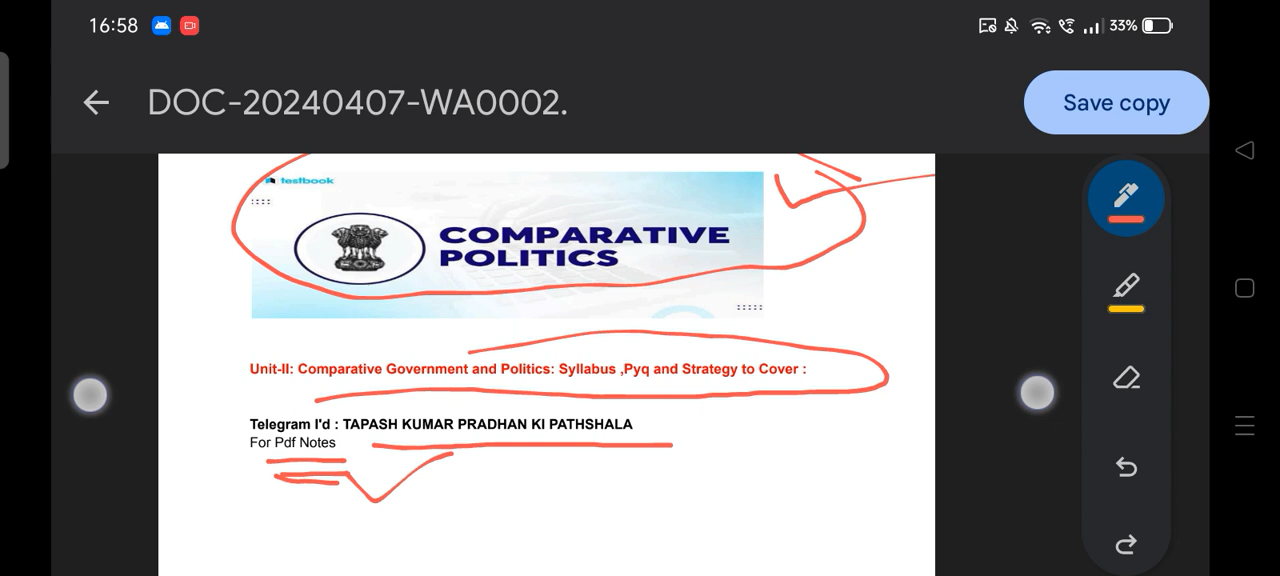 16:58
33%
DOC-20240407-WA0002.
Save copy
testbook
COMPARATIVE
POLITICS
Unit-II: Comparative Government and Politics: Syllabus ,Pyq and Strategy to Cover :
Telegram I'd : TAPASH KUMAR PRADHAN KI PATHSHALA
For Pdf Notes